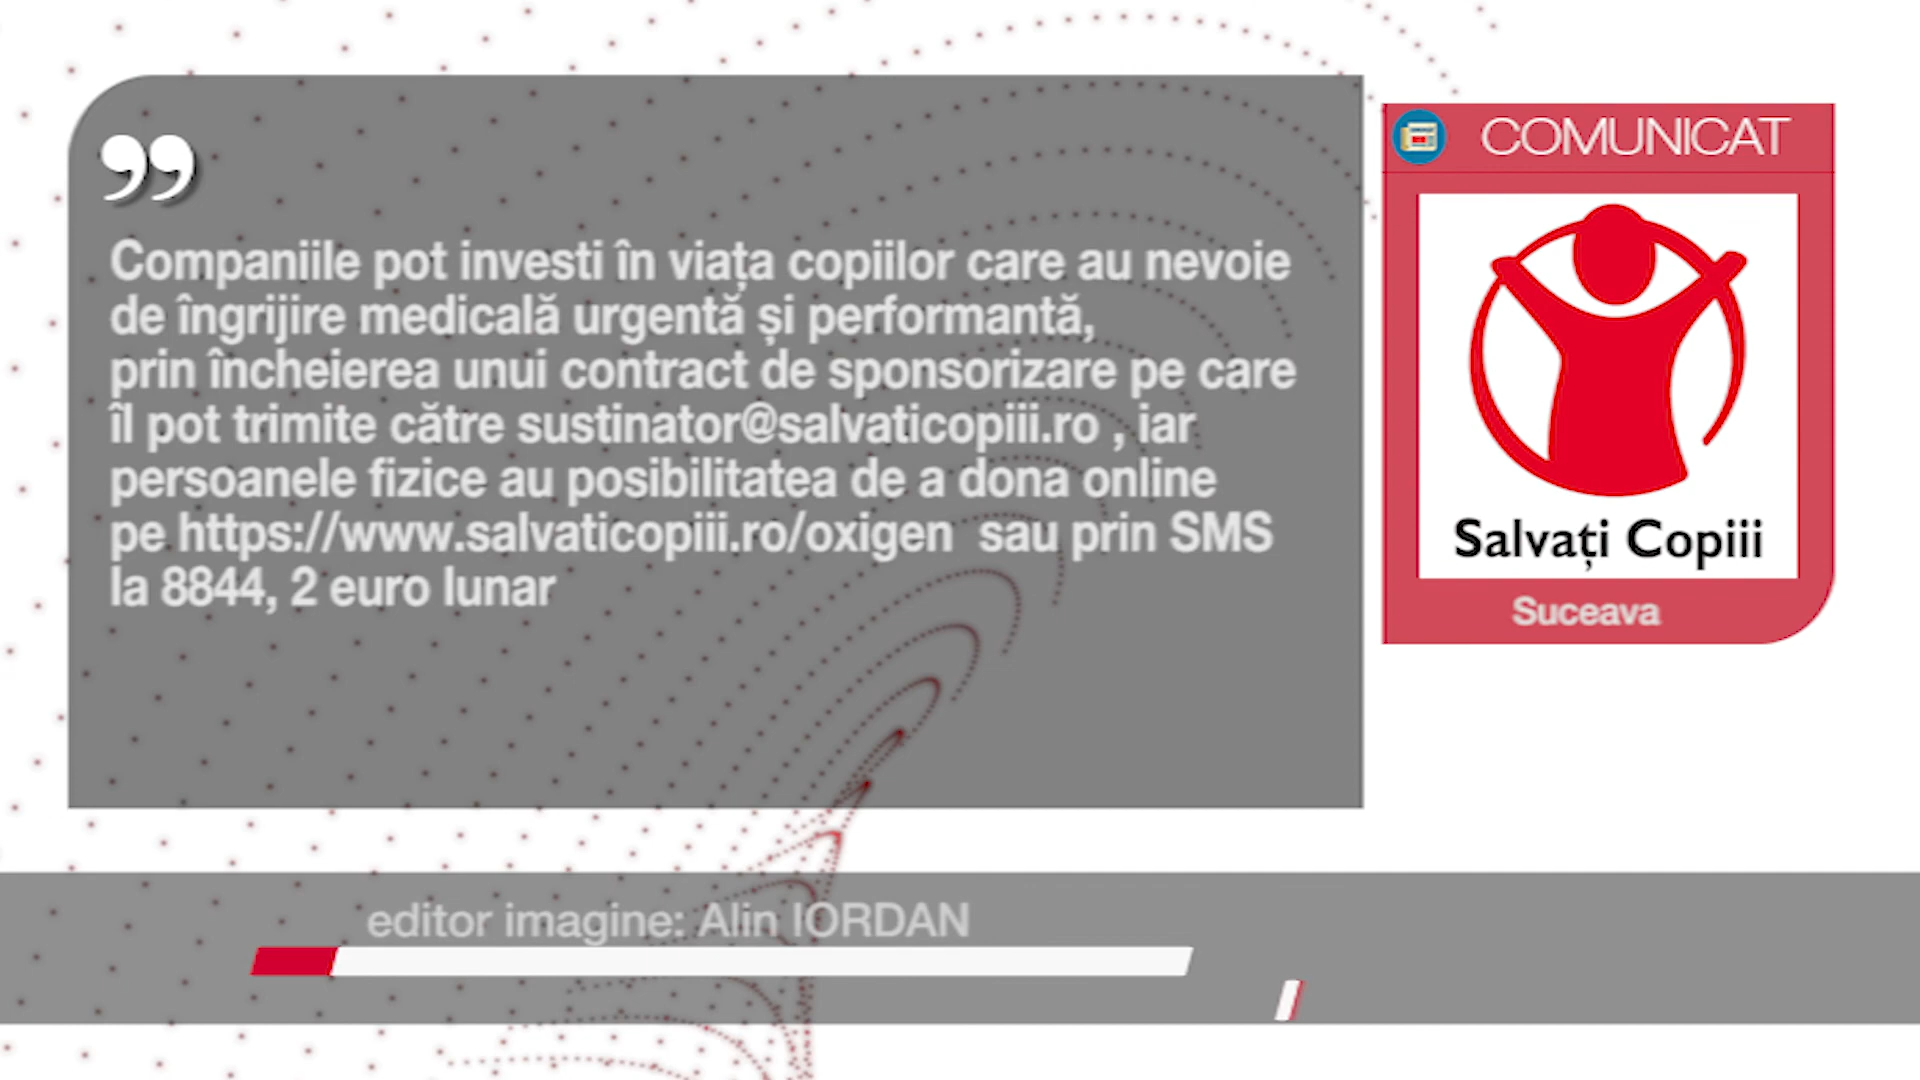 Companiile pot investi în viața copiilor care au nevoie
de îngrijire medicală urgentă și performantă,
prin încheierea unui contract de sponsorizare pe care
îl pot trimite către sustinator@salvaticopiii.ro , iar
persoanele fizice au posibilitatea de a dona online
pe https://www.salvaticopiii.ro/oxigen  sau prin SMS
la 8844, 2 euro lunar
COMUNICAT
Salvați Copiii
Suceava
editor imagine: Alin IORDAN